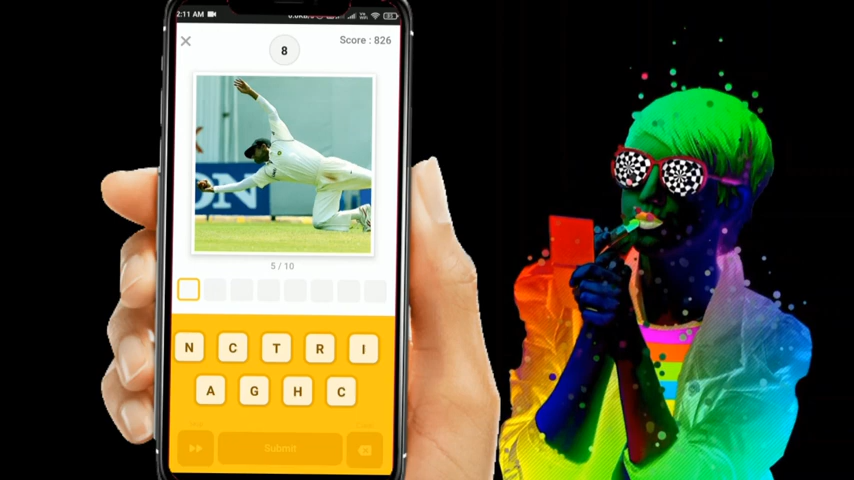 2:11 AM
8
Score : 826
ON
5 / 10
N C T R I
A G H C
Submit